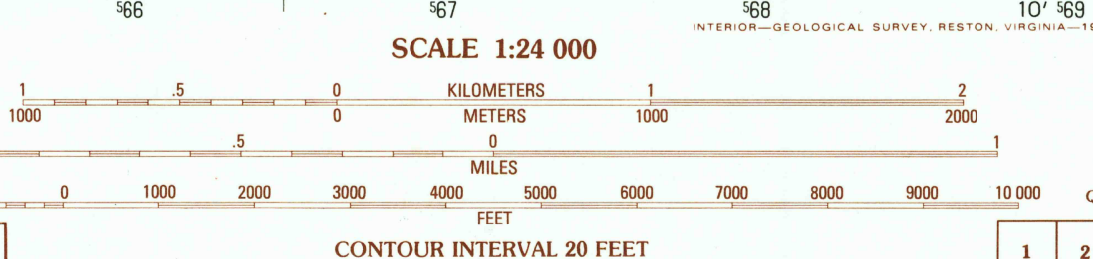 ⁵66 ⁵67 ⁵68 10' ⁵69
INTERIOR—GEOLOGICAL SURVEY, RESTON, VIRGINIA—19
SCALE 1:24 000
1 .5 0 KILOMETERS 1 2
1000 0 METERS 1000 2000
.5 0 1
MILES
0 1000 2000 3000 4000 5000 6000 7000 8000 9000 10 000
FEET
CONTOUR INTERVAL 20 FEET
1 2